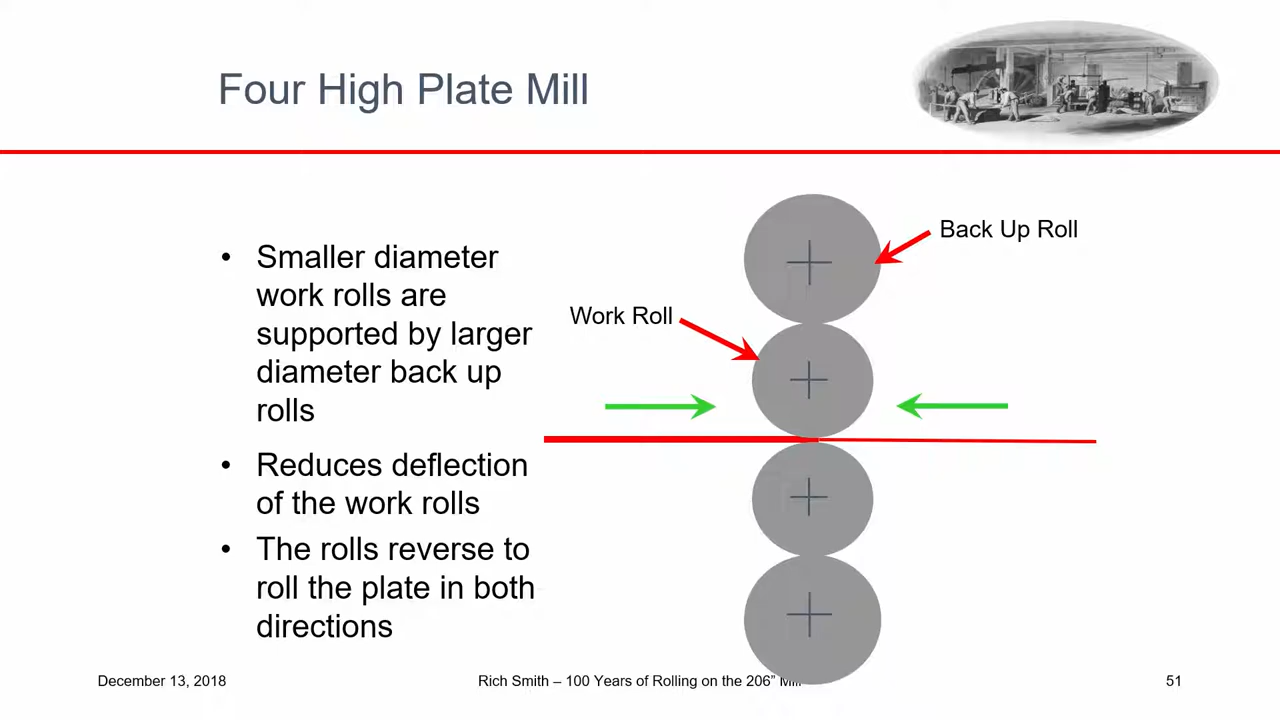 Four High Plate Mill
• Smaller diameter
work rolls are
supported by larger
diameter back up
rolls
• Reduces deflection
of the work rolls
• The rolls reverse to
roll the plate in both
directions
Back Up Roll
Work Roll
December 13, 2018
Rich Smith – 100 Years of Rolling on the 206” Mill
51